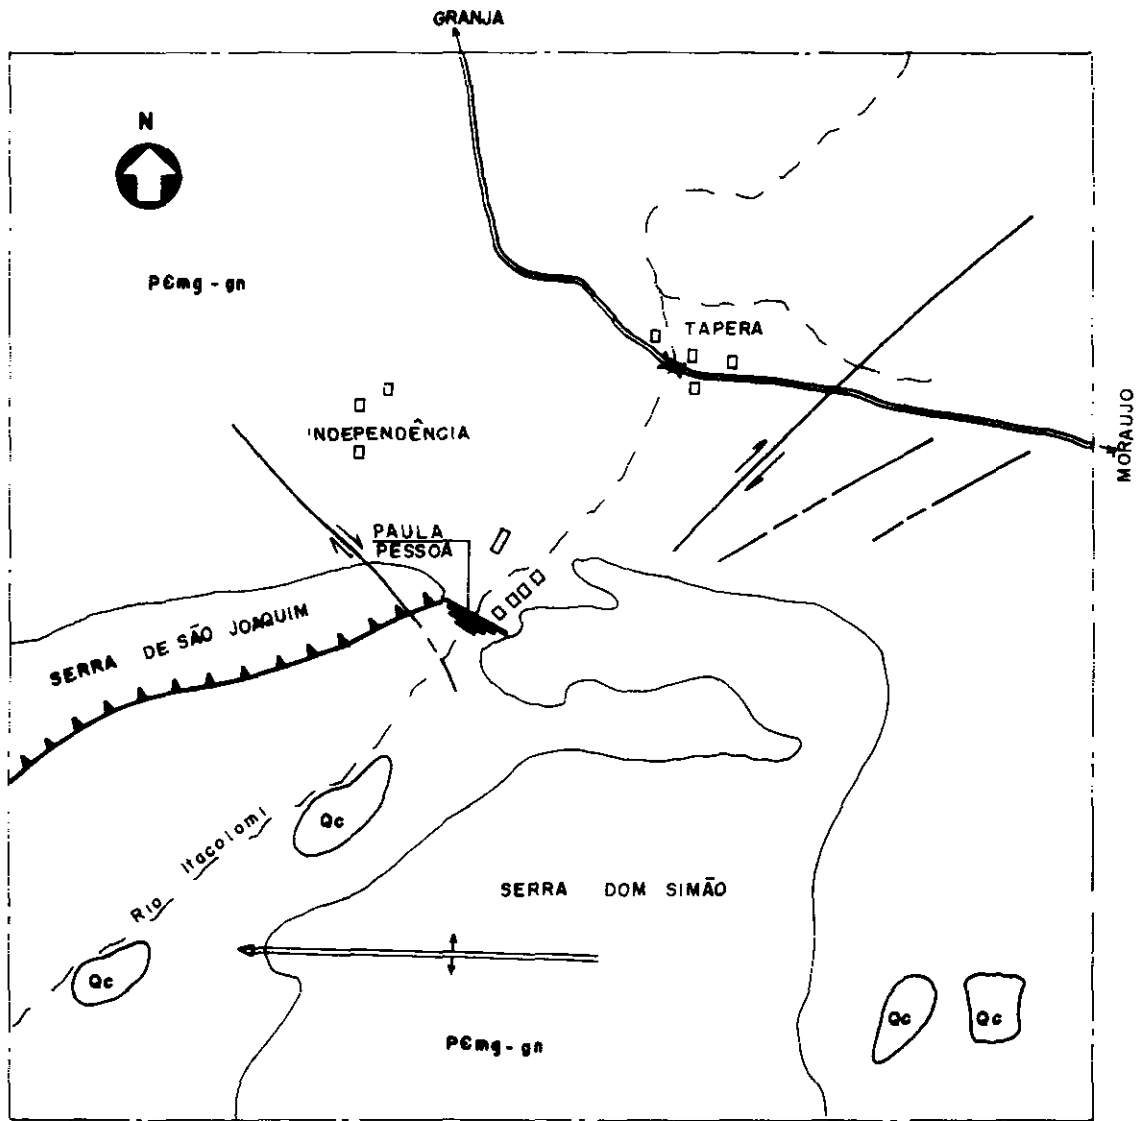 GRANJA
N
PЄmg - gn
TAPERA
INDEPENDÊNCIA
MORAUJO
PAULA
PESSOA
SERRA DE SÃO JOAQUIM
Qc
Rio Itacolomi
SERRA DOM SIMÃO
Qc
Qc
Qc
PЄmg - gn